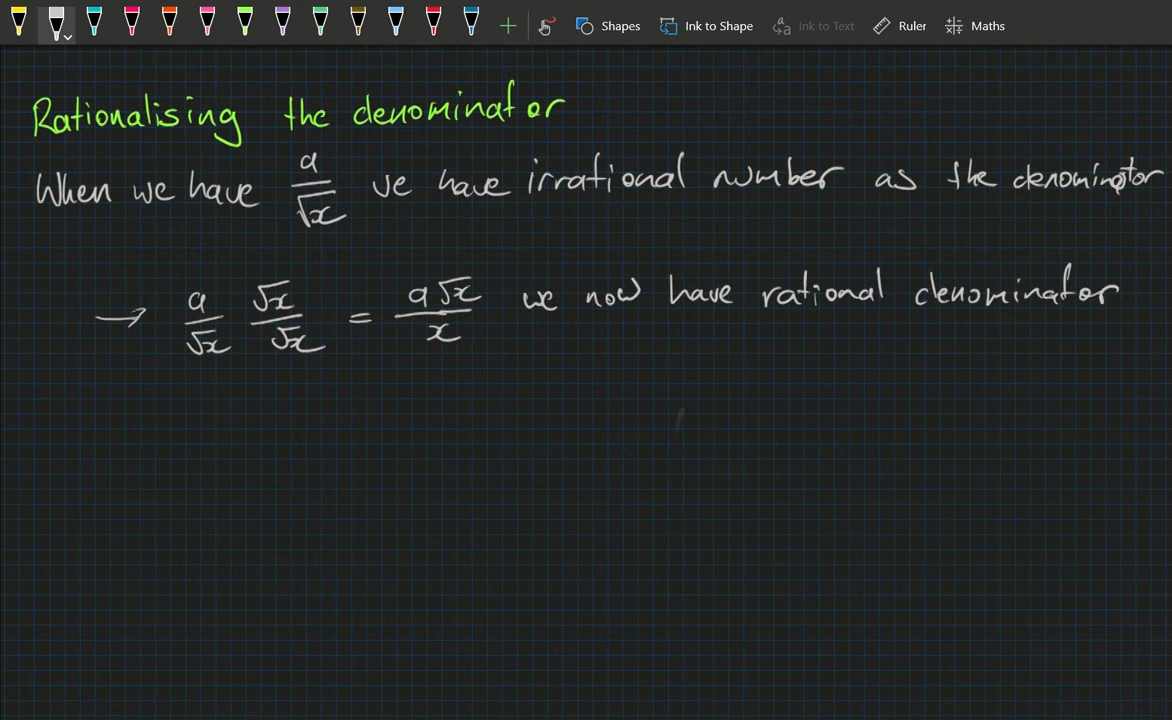 Shapes Ink to Shape Ink to Text Ruler Maths
Rationalising the denominator
When we have a/√x we have irrational number as the denominator
→ a/√x √x/√x = a√x/x we now have rational denominator